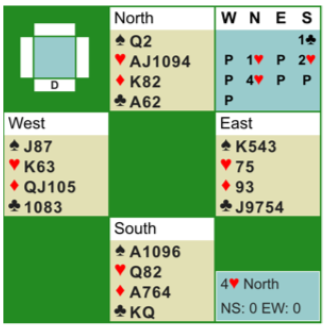 North
♠ Q2
♥ AJ1094
♦ K82
♣ A62
W N E S
1♣
P 1♥ P 2♥
P 4♥ P P
P
D
West
♠ J87
♥ K63
♦ QJ105
♣ 1083
East
♠ K543
♥ 75
♦ 93
♣ J9754
South
♠ A1096
♥ Q82
♦ A764
♣ KQ
4♥ North
NS: 0 EW: 0